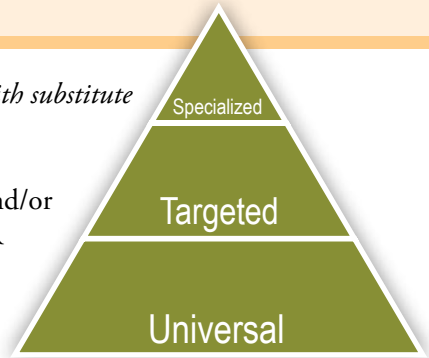 ith substitute
Specialized
nd/or
Targeted
Universal